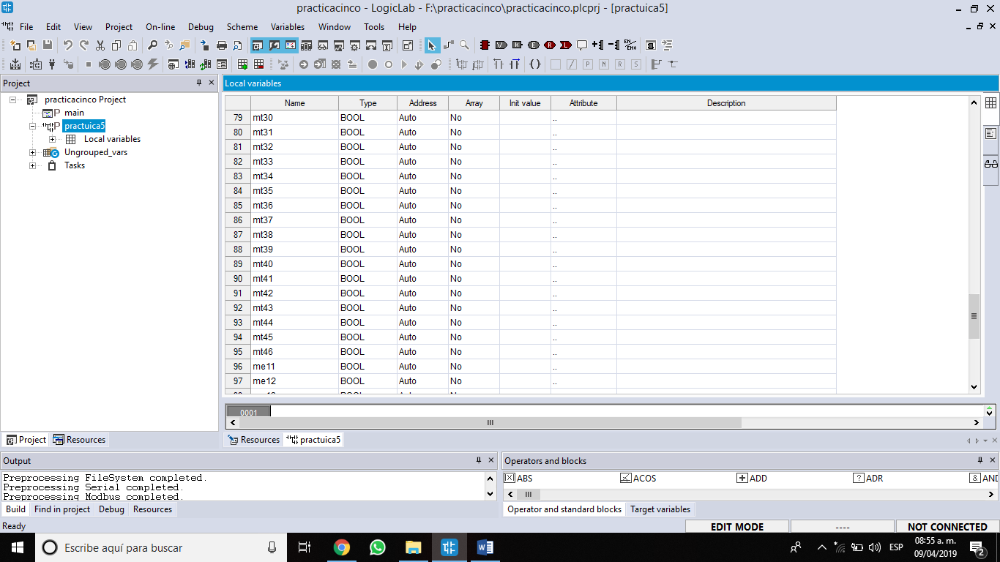 practicacinco - LogicLab - F:\practicacinco\practicacinco.plcprj - [practuica5]
File Edit View Project On-line Debug Scheme Variables Window Tools Help
EN/ENO
P N R S
Project
practicacinco Project
main
practuica5
Local variables
Ungrouped_vars
Tasks
Project Resources
Local variables
Name Type Address Array Init value Attribute Description
79 mt30 BOOL Auto No ..
80 mt31 BOOL Auto No ..
81 mt32 BOOL Auto No ..
82 mt33 BOOL Auto No ..
83 mt34 BOOL Auto No ..
84 mt35 BOOL Auto No ..
85 mt36 BOOL Auto No ..
86 mt37 BOOL Auto No ..
87 mt38 BOOL Auto No ..
88 mt39 BOOL Auto No ..
89 mt40 BOOL Auto No ..
90 mt41 BOOL Auto No ..
91 mt42 BOOL Auto No ..
92 mt43 BOOL Auto No ..
93 mt44 BOOL Auto No ..
94 mt45 BOOL Auto No ..
95 mt46 BOOL Auto No ..
96 me11 BOOL Auto No ..
97 me12 BOOL Auto No ..
0001
Resources practuica5
Output
Preprocessing FileSystem completed.
Preprocessing Serial completed.
Preprocessing Modbus completed.
Build Find in project Debug Resources
Operators and blocks
ABS ACOS ADD ADR
Operator and standard blocks Target variables
Ready
EDIT MODE ---- NOT CONNECTED
Escribe aquí para buscar
ESP
08:55 a. m.
09/04/2019
2